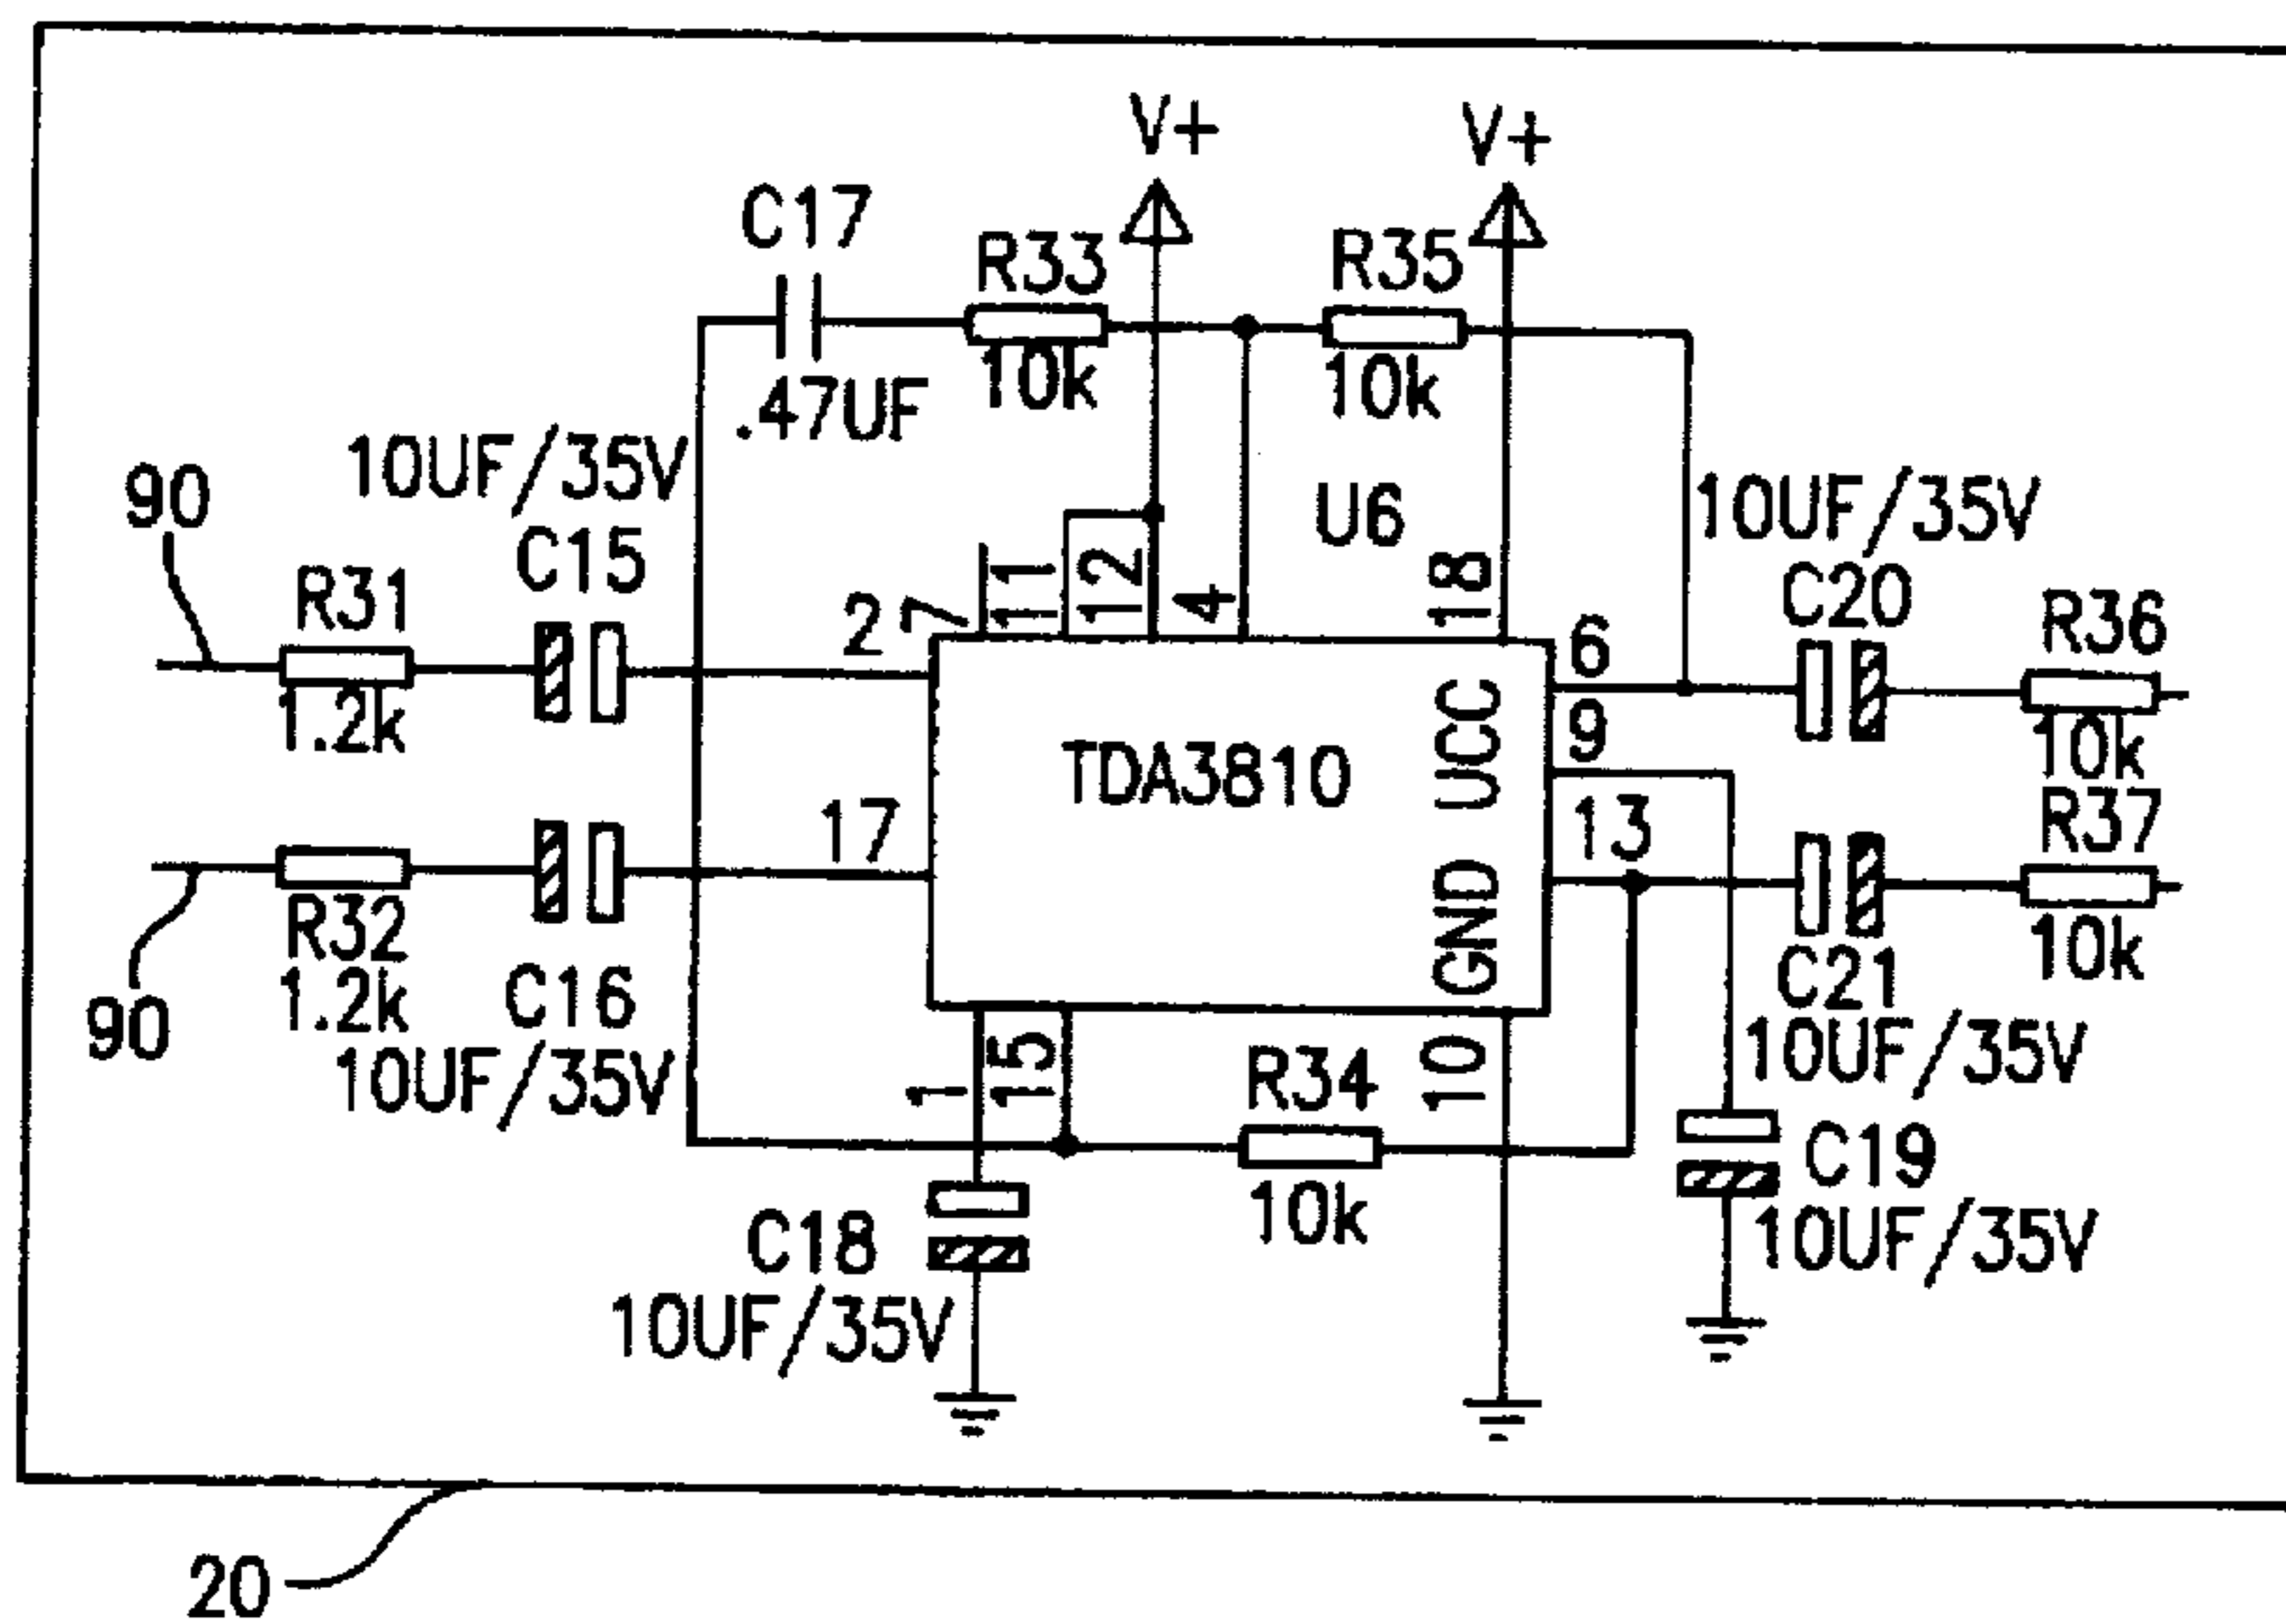 V+
V+
C17
R33
R35
10k
10k
.47UF
10UF/35V
90
C15
U6
10UF/35V
R31
2
7
11
12
4
18
6
C20
R36
1.2k
UCC
9
10k
TDA3810
R37
17
13
R32
GND
10k
C16
C21
1.2k
90
10UF/35V
10UF/35V
1
15
R34
10
C19
10k
10UF/35V
C18
10UF/35V
20